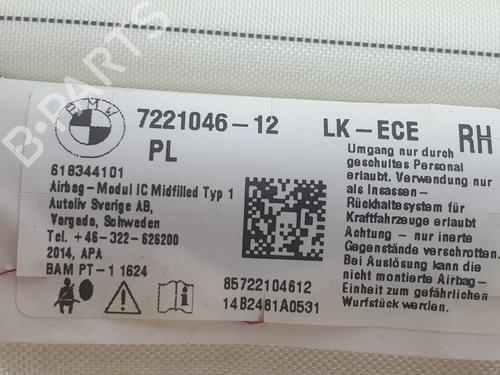 B-PARTS
BMW
7221046-12
LK-ECE
RH
PL
618344101
Airbag-Modul IC Midfilled Typ 1
Autoliv Sverige AB,
Vargada, Schweden
Tel. +46-322-626200
2014, APA
BAM PT-1 1624
85722104612
14B2461A0531
Umgang nur durch
geschultes Personal
erlaubt. Verwendung nur
als Insassen-
Rückhaltesystem für
Kraftfahrzeuge erlaubt
Achtung - nur inerte
Gegenstände verschrotten.
Bei Auslösung kann die
nicht montierte Airbag-
Einheit zum gefährlichen
Wurfstück werden.